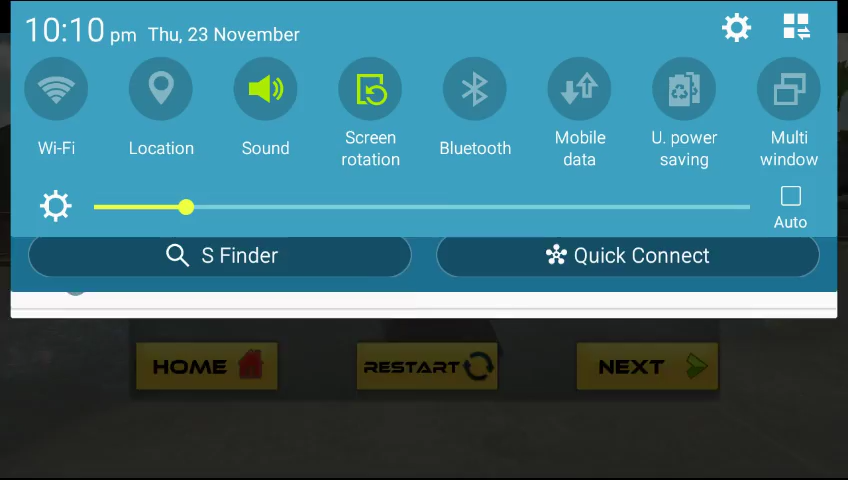 10:10 pm Thu, 23 November
Wi-Fi
Location
Sound
Screen
rotation
Bluetooth
Mobile
data
U. power
saving
Multi
window
Auto
S Finder
Quick Connect
HOME
RESTART
NEXT